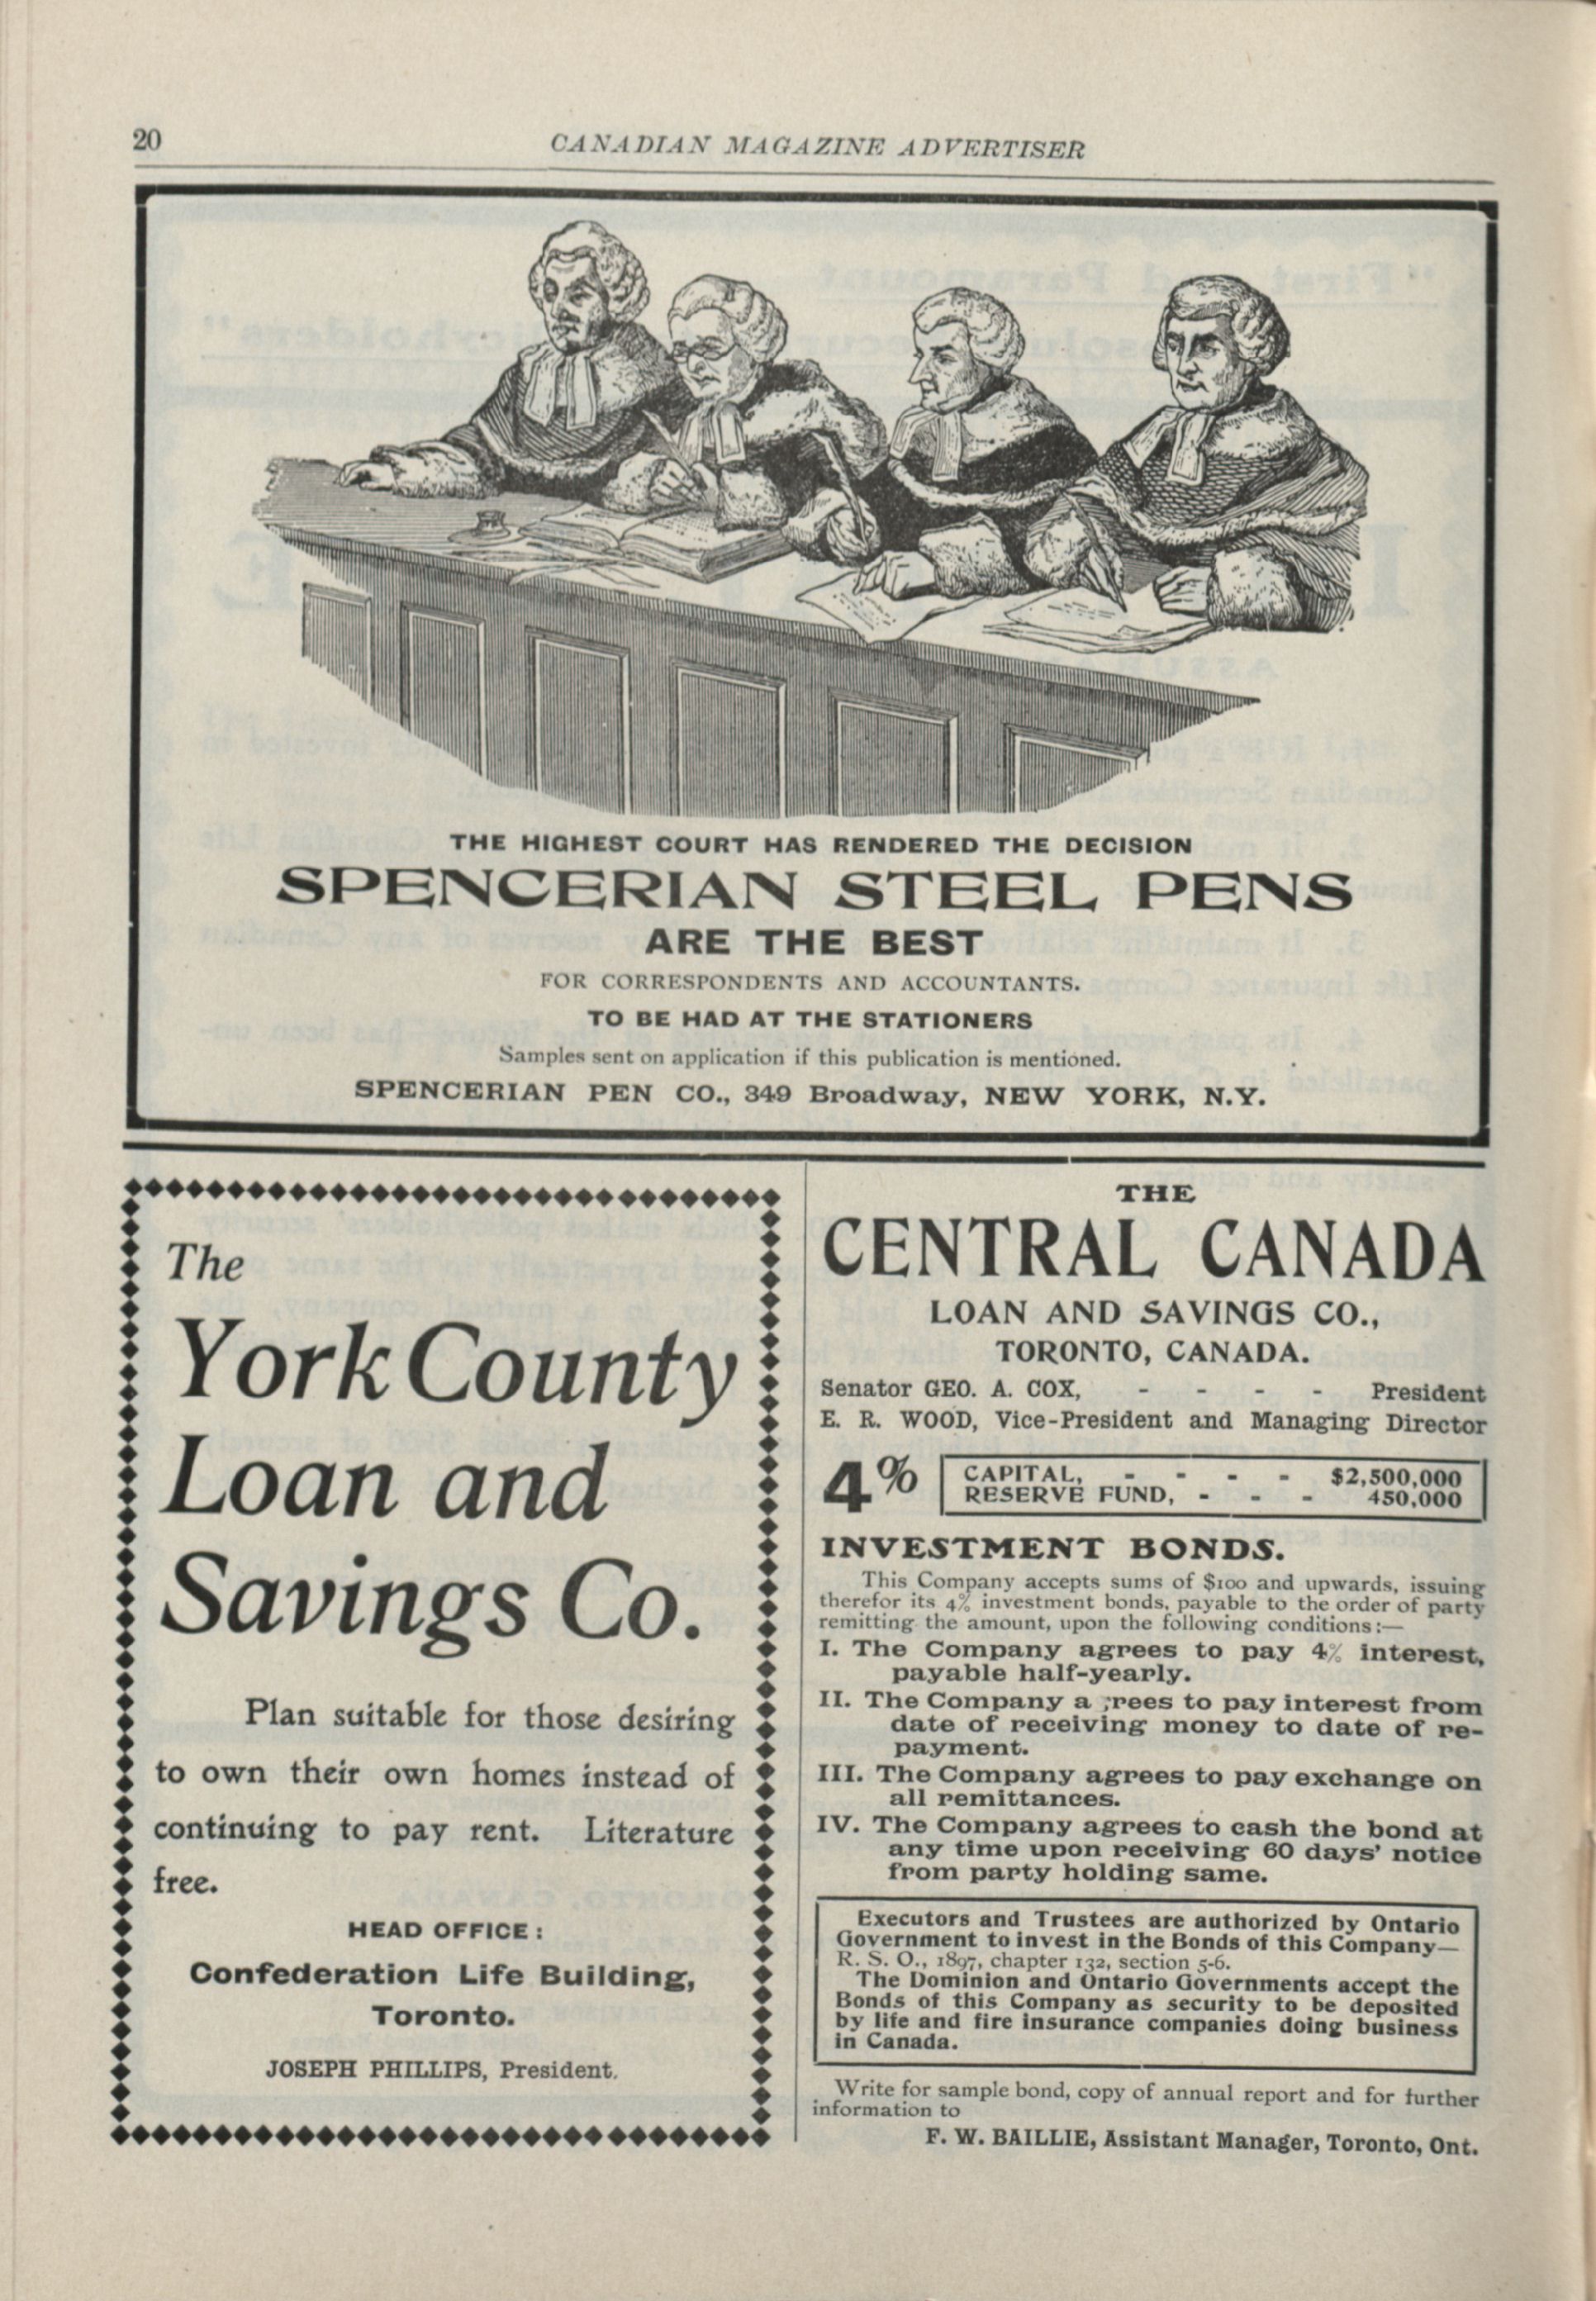 20
CANADIAN MAGAZINE ADVERTISER
THE HIGHEST COURT HAS RENDERED THE DECISION
SPENCERIAN STEEL PENS
ARE THE BEST
FOR CORRESPONDENTS AND ACCOUNTANTS.
TO BE HAD AT THE STATIONERS
Samples sent on application if this publication is mentioned.
SPENCERIAN PEN CO., 349 Broadway, NEW YORK, N.Y.
The
York County
Loan and
Savings Co.
Plan suitable for those desiring
to own their own homes instead of
continuing to pay rent. Literature
free.
HEAD OFFICE:
Confederation Life Building,
Toronto.
JOSEPH PHILLIPS, President.
THE
CENTRAL CANADA
LOAN AND SAVINGS CO.,
TORONTO, CANADA.
Senator GEO. A. COX, - - - - President
E. R. WOOD, Vice-President and Managing Director
4%
CAPITAL, - - - - $2,500,000
RESERVE FUND, - - - 450,000
INVESTMENT BONDS.
This Company accepts sums of $100 and upwards, issuing
therefor its 4% investment bonds, payable to the order of party
remitting the amount, upon the following conditions:—
I. The Company agrees to pay 4% interest,
payable half-yearly.
II. The Company a rees to pay interest from
date of receiving money to date of re-
payment.
III. The Company agrees to pay exchange on
all remittances.
IV. The Company agrees to cash the bond at
any time upon receiving 60 days' notice
from party holding same.
Executors and Trustees are authorized by Ontario
Government to invest in the Bonds of this Company—
R. S. O., 1897, chapter 132, section 5-6.
The Dominion and Ontario Governments accept the
Bonds of this Company as security to be deposited
by life and fire insurance companies doing business
in Canada.
Write for sample bond, copy of annual report and for further
information to
F. W. BAILLIE, Assistant Manager, Toronto, Ont.